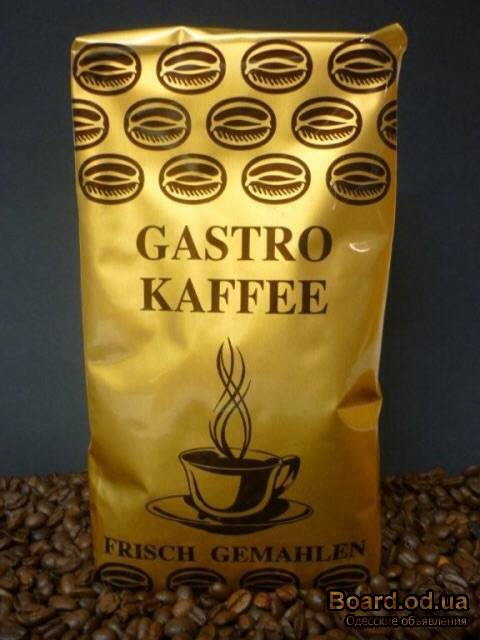 GASTRO
KAFFEE
FRISCH GEMAHLEN
Board.od.ua
Одесские объявления